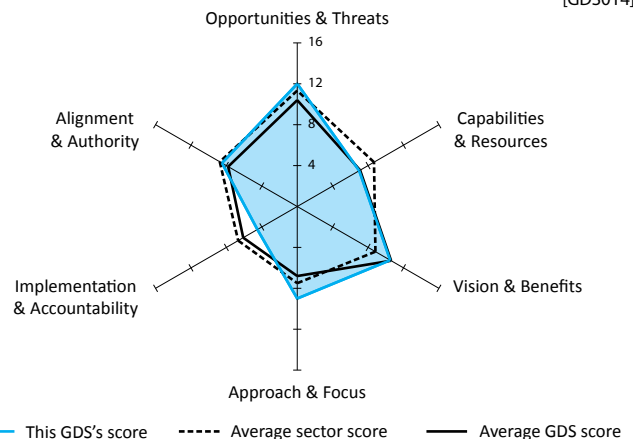 [GDS014]
Opportunities & Threats
16
12
8
4
Alignment
& Authority
Capabilities
& Resources
Implementation
& Accountability
Vision & Benefits
Approach & Focus
This GDS's score
Average sector score
Average GDS score